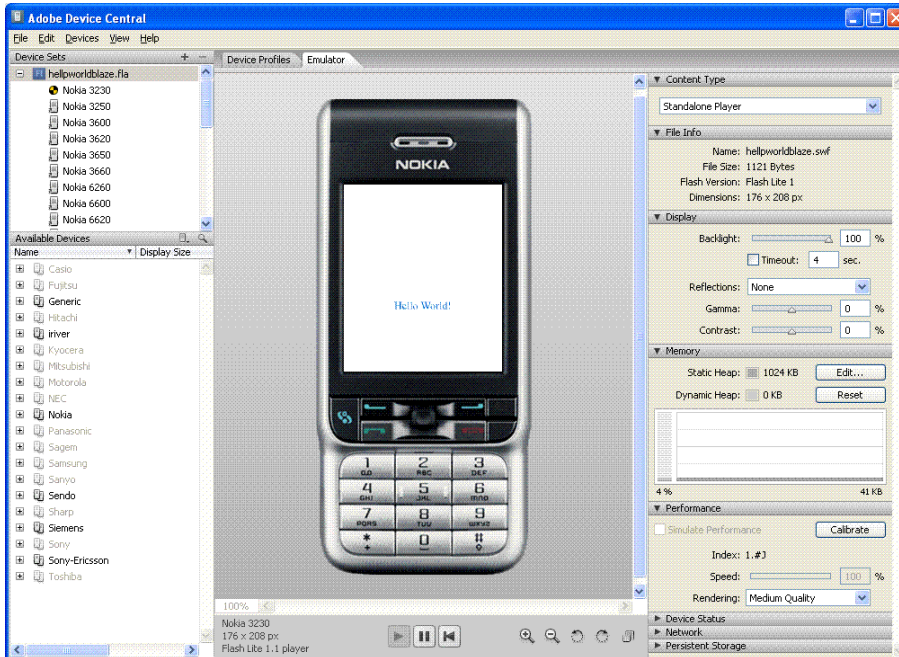 Adobe Device Central
File Edit Devices View Help
Device Sets + −
hellpworldblaze.fla
Nokia 3230
Nokia 3250
Nokia 3600
Nokia 3620
Nokia 3650
Nokia 3660
Nokia 6260
Nokia 6600
Nokia 6620
Available Devices
Name Display Size
Casio
Fujitsu
Generic
Hitachi
iriver
Kyocera
Mitsubishi
Motorola
NEC
Nokia
Panasonic
Sagem
Samsung
Sanyo
Sendo
Sharp
Siemens
Sony
Sony-Ericsson
Toshiba
Device Profiles Emulator
NOKIA
Hello World!
1 2 3
ABC DEF
4 5 6
GHI JKL MNO
7 8 9
PQRS TUV WXYZ
* 0 #
+
100%
Nokia 3230
176 x 208 px
Flash Lite 1.1 player
Content Type
Standalone Player
File Info
Name: hellpworldblaze.swf
File Size: 1121 Bytes
Flash Version: Flash Lite 1
Dimensions: 176 x 208 px
Display
Backlight: 100 %
Timeout: 4 sec.
Reflections: None
Gamma: 0 %
Contrast: 0 %
Memory
Static Heap: 1024 KB Edit...
Dynamic Heap: 0 KB Reset
4 % 41 KB
Performance
Simulate Performance Calibrate
Index: 1.#J
Speed: 100 %
Rendering: Medium Quality
Device Status
Network
Persistent Storage